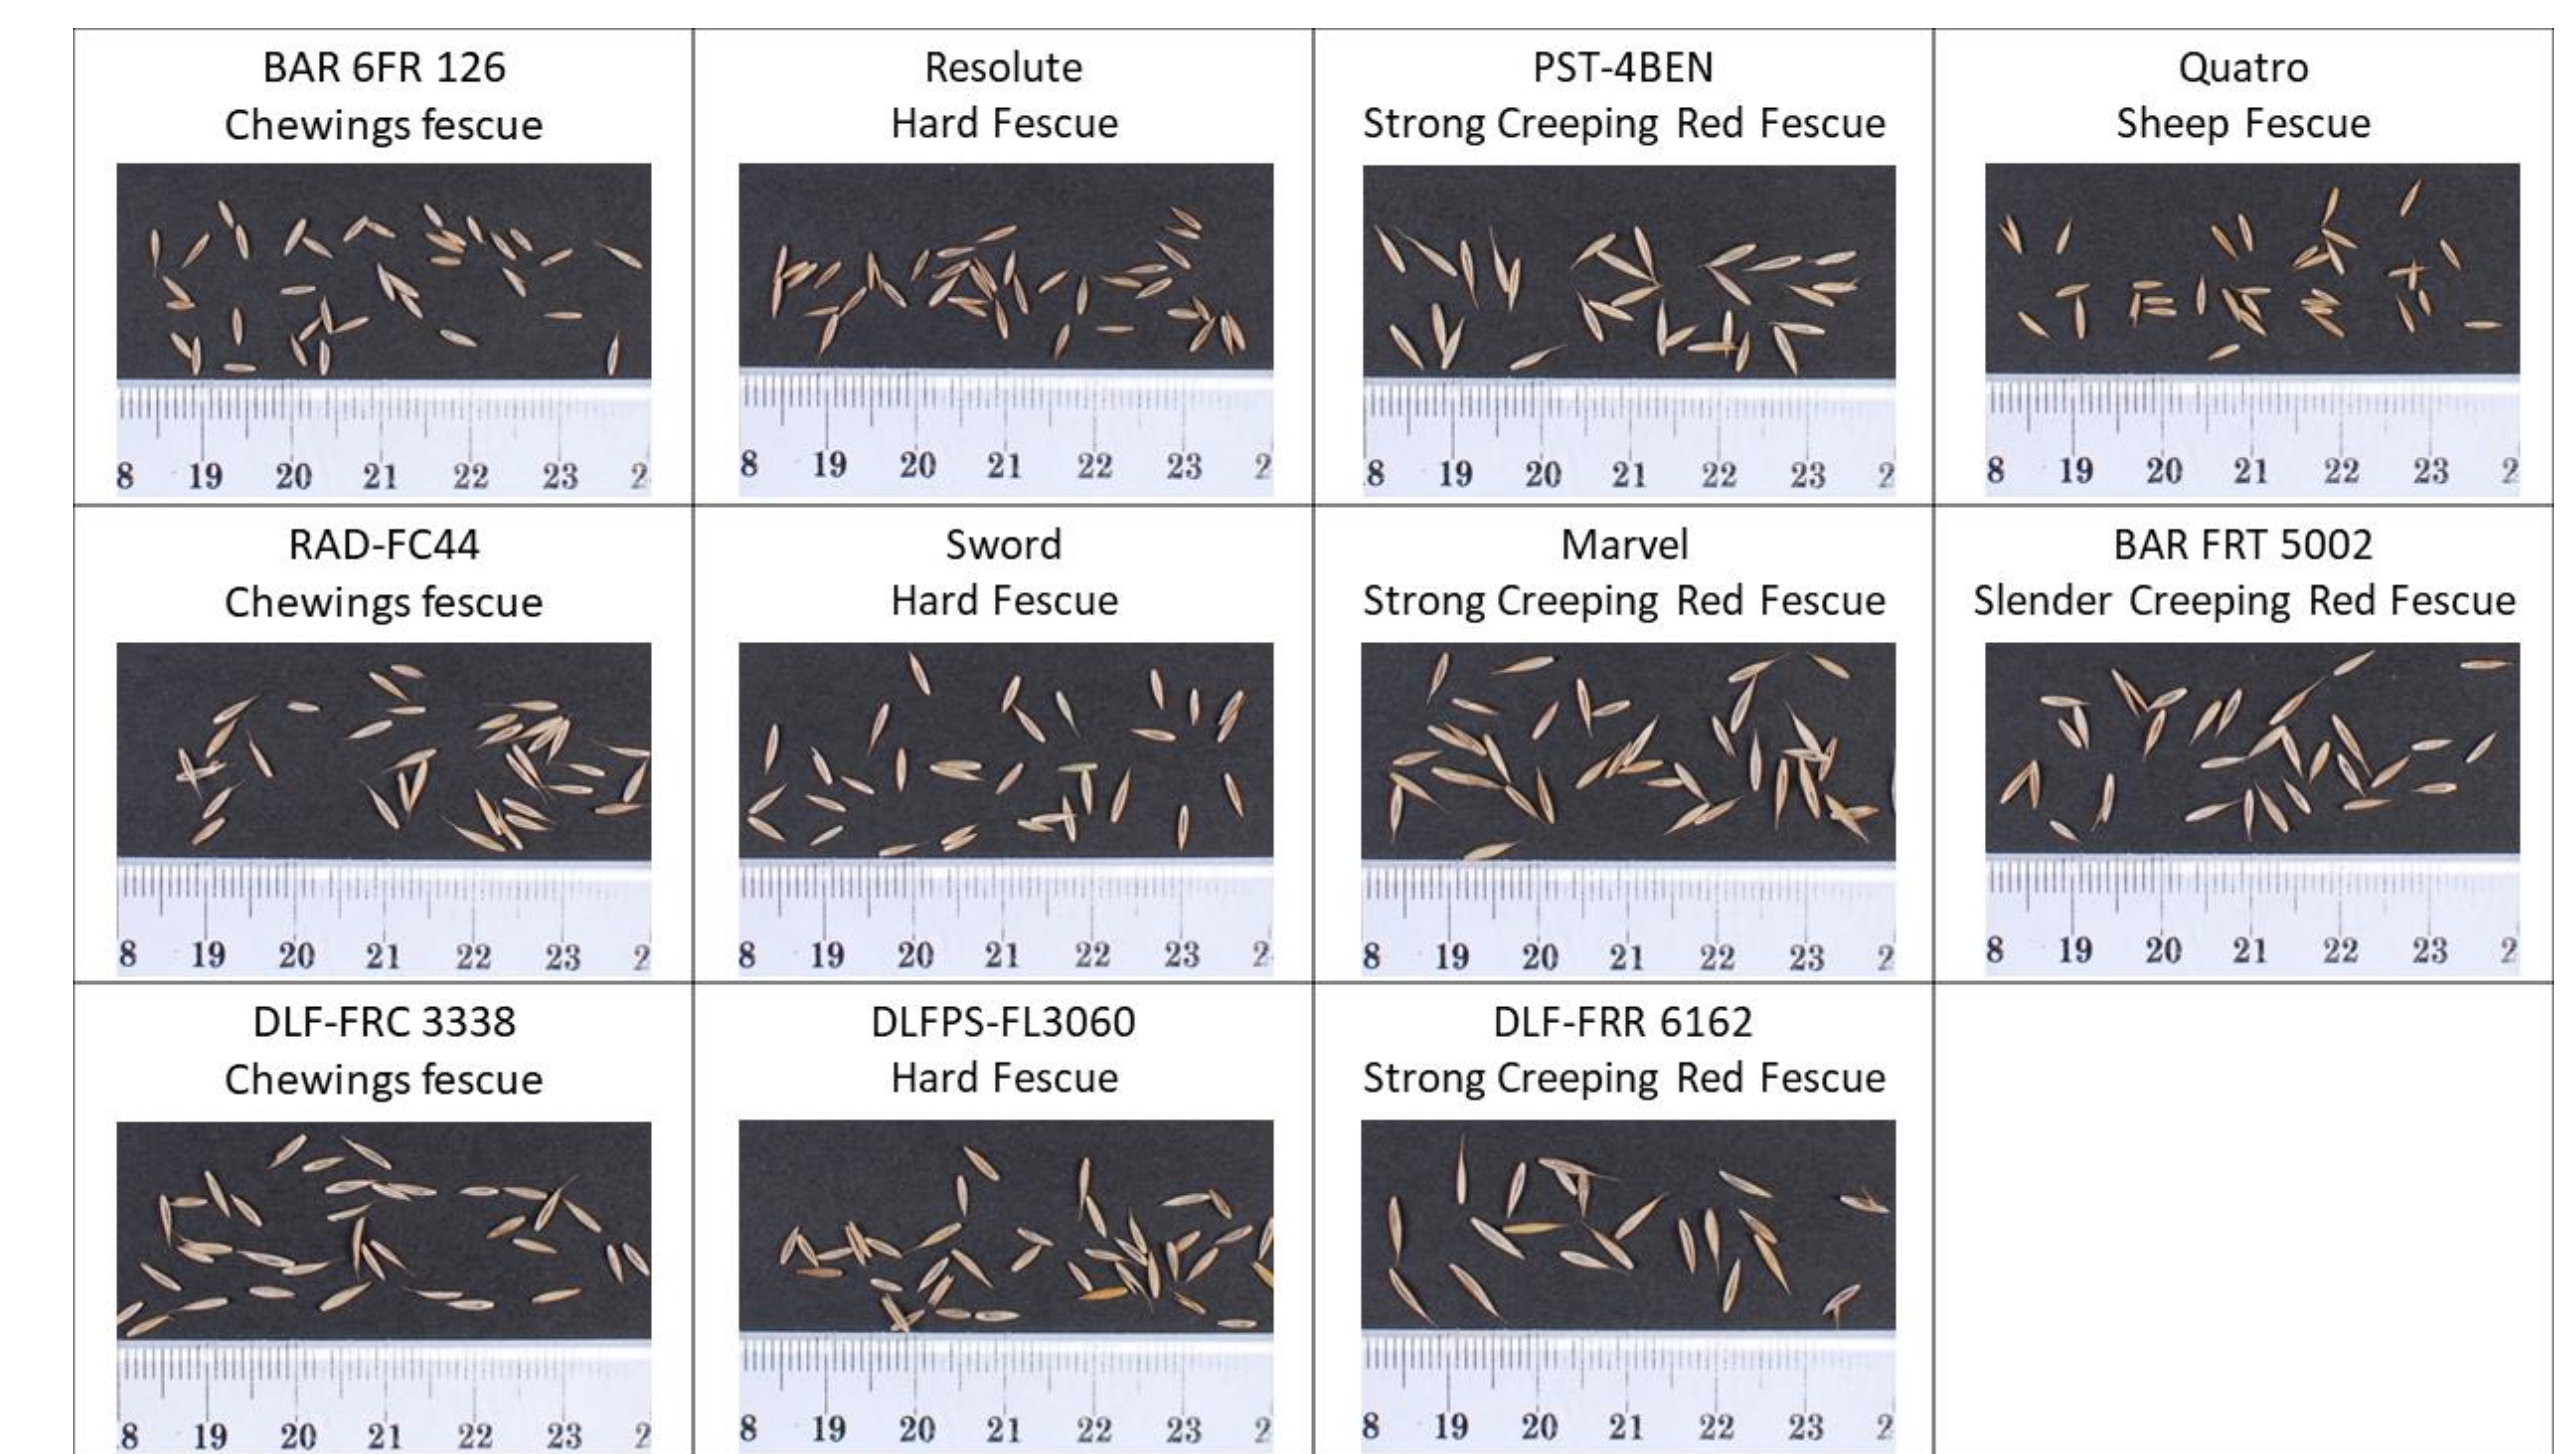 BAR 6FR 126
Chewings fescue
8 19 20 21 22 23 2
Resolute
Hard Fescue
8 19 20 21 22 23 2
PST-4BEN
Strong Creeping Red Fescue
8 19 20 21 22 23 2
Quatro
Sheep Fescue
8 19 20 21 22 23 2
RAD-FC44
Chewings fescue
8 19 20 21 22 23 2
Sword
Hard Fescue
8 19 20 21 22 23 2
Marvel
Strong Creeping Red Fescue
8 19 20 21 22 23 2
BAR FRT 5002
Slender Creeping Red Fescue
8 19 20 21 22 23 2
DLF-FRC 3338
Chewings fescue
8 19 20 21 22 23 2
DLFPS-FL3060
Hard Fescue
8 19 20 21 22 23 2
DLF-FRR 6162
Strong Creeping Red Fescue
8 19 20 21 22 23 2